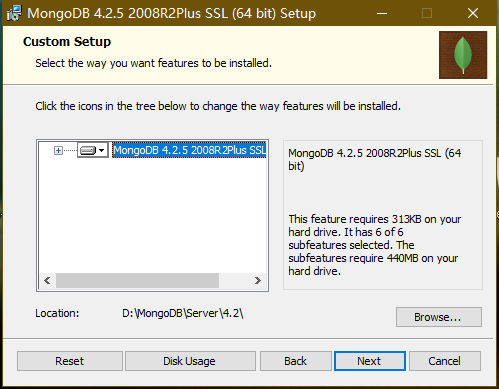 MongoDB 4.2.5 2008R2Plus SSL (64 bit) Setup
Custom Setup
Select the way you want features to be installed.
Click the icons in the tree below to change the way features will be installed.
MongoDB 4.2.5 2008R2Plus SSL
MongoDB 4.2.5 2008R2Plus SSL (64
bit)
This feature requires 313KB on your
hard drive. It has 6 of 6
subfeatures selected. The
subfeatures require 440MB on your
hard drive.
Location:
D:\MongoDB\Server\4.2\
Browse...
Reset
Disk Usage
Back
Next
Cancel